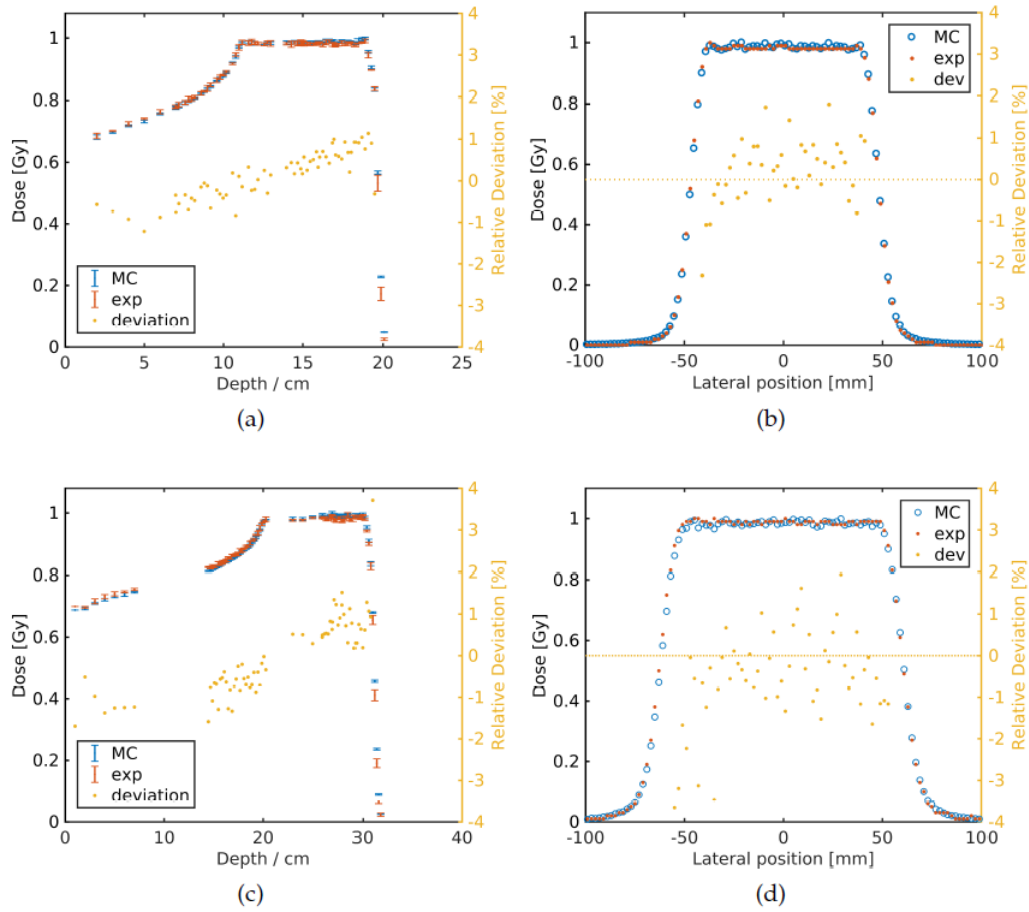 4
3
2
1
0
-1
-2
-3
-4
Relative Deviation [%]
1
0.8
0.6
0.4
0.2
0
Dose [Gy]
MC
exp
deviation
0
5
10
15
20
25
Depth / cm
(a)
4
3
2
1
0
-1
-2
-3
-4
Relative Deviation [%]
1
0.8
0.6
0.4
0.2
0
Dose [Gy]
MC
exp
dev
-100
-50
0
50
100
Lateral position [mm]
(b)
4
3
2
1
0
-1
-2
-3
-4
Relative Deviation [%]
1
0.8
0.6
0.4
0.2
0
Dose [Gy]
MC
exp
deviation
0
10
20
30
40
Depth / cm
(c)
4
3
2
1
0
-1
-2
-3
-4
Relative Deviation [%]
1
0.8
0.6
0.4
0.2
0
Dose [Gy]
MC
exp
dev
-100
-50
0
50
100
Lateral position [mm]
(d)